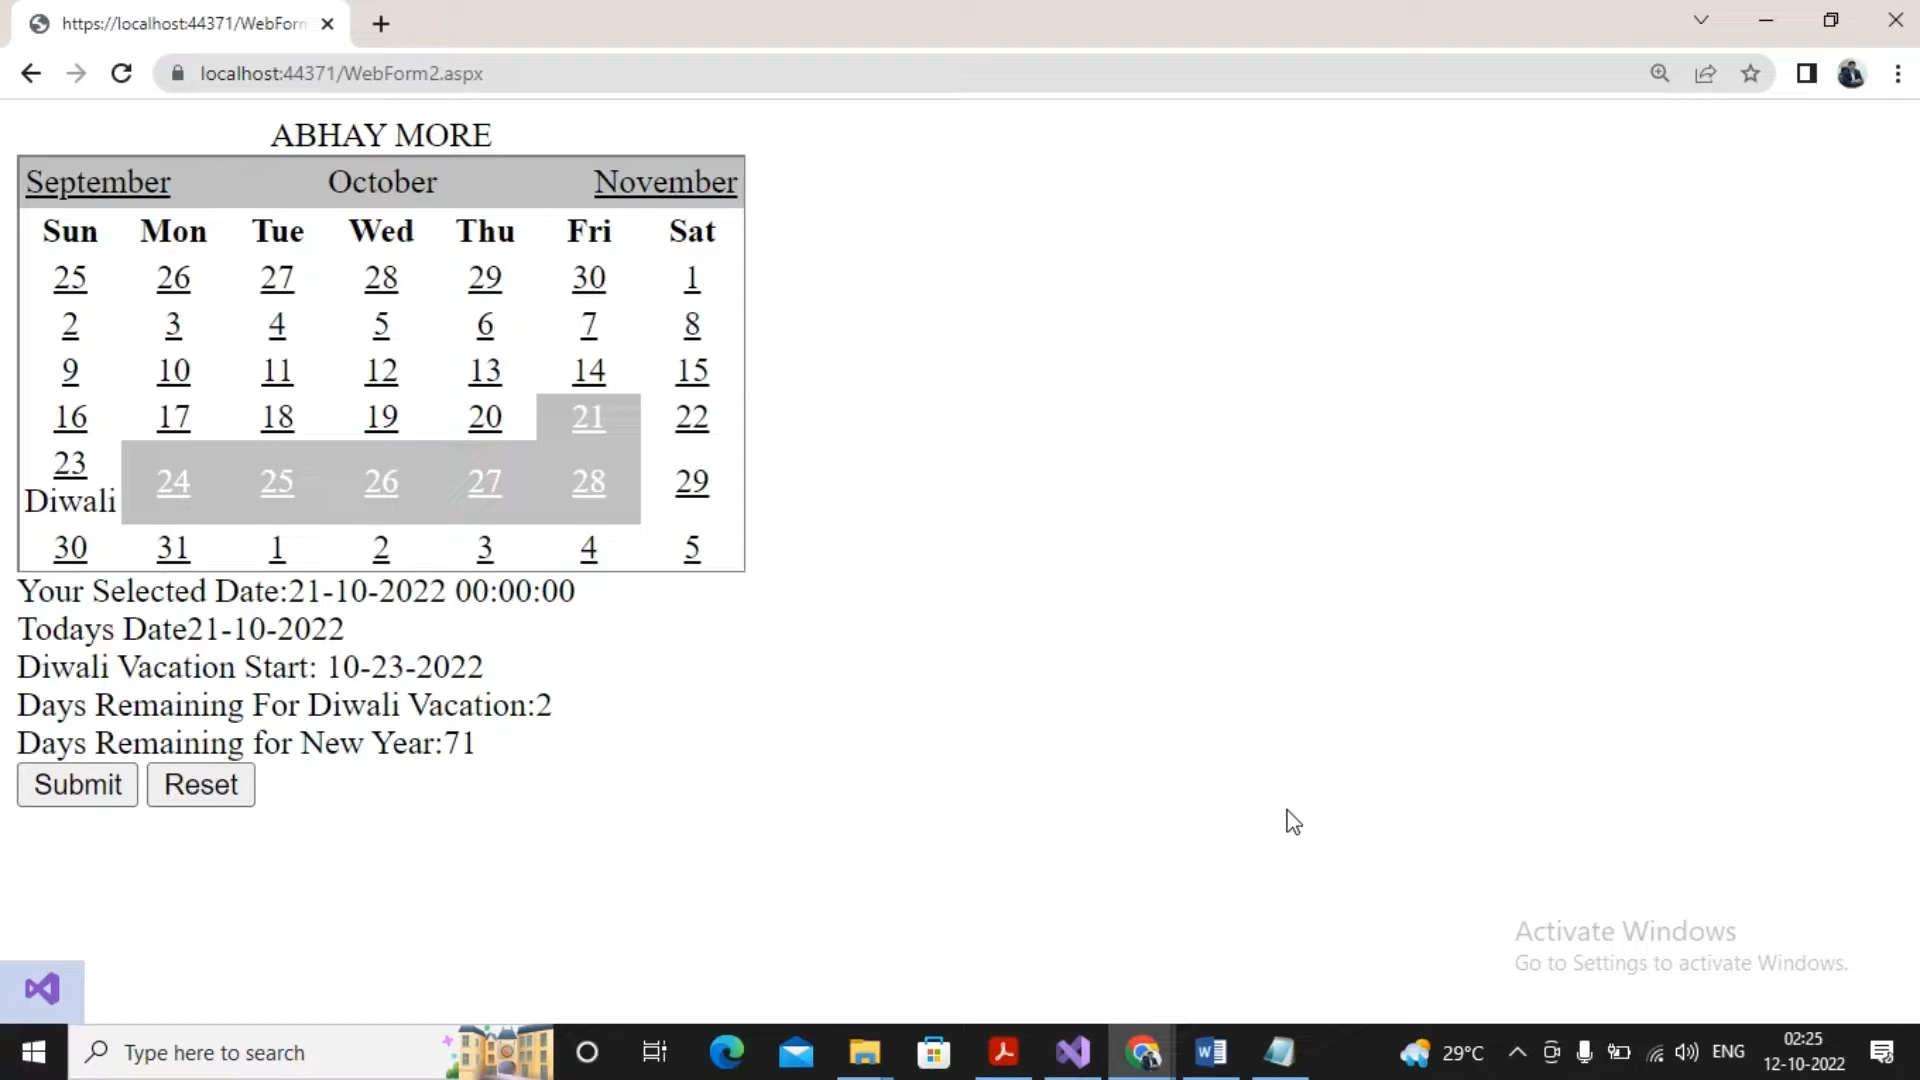 https://localhost:44371/WebForm
localhost:44371/WebForm2.aspx
ABHAY MORE
September October November
Sun Mon Tue Wed Thu Fri Sat
25 26 27 28 29 30 1
2 3 4 5 6 7 8
9 10 11 12 13 14 15
16 17 18 19 20 21 22
23 24 25 26 27 28 29
Diwali
30 31 1 2 3 4 5
Your Selected Date:21-10-2022 00:00:00
Todays Date21-10-2022
Diwali Vacation Start: 10-23-2022
Days Remaining For Diwali Vacation:2
Days Remaining for New Year:71
Submit Reset
Activate Windows
Go to Settings to activate Windows.
Type here to search
29°C
ENG
02:25
12-10-2022